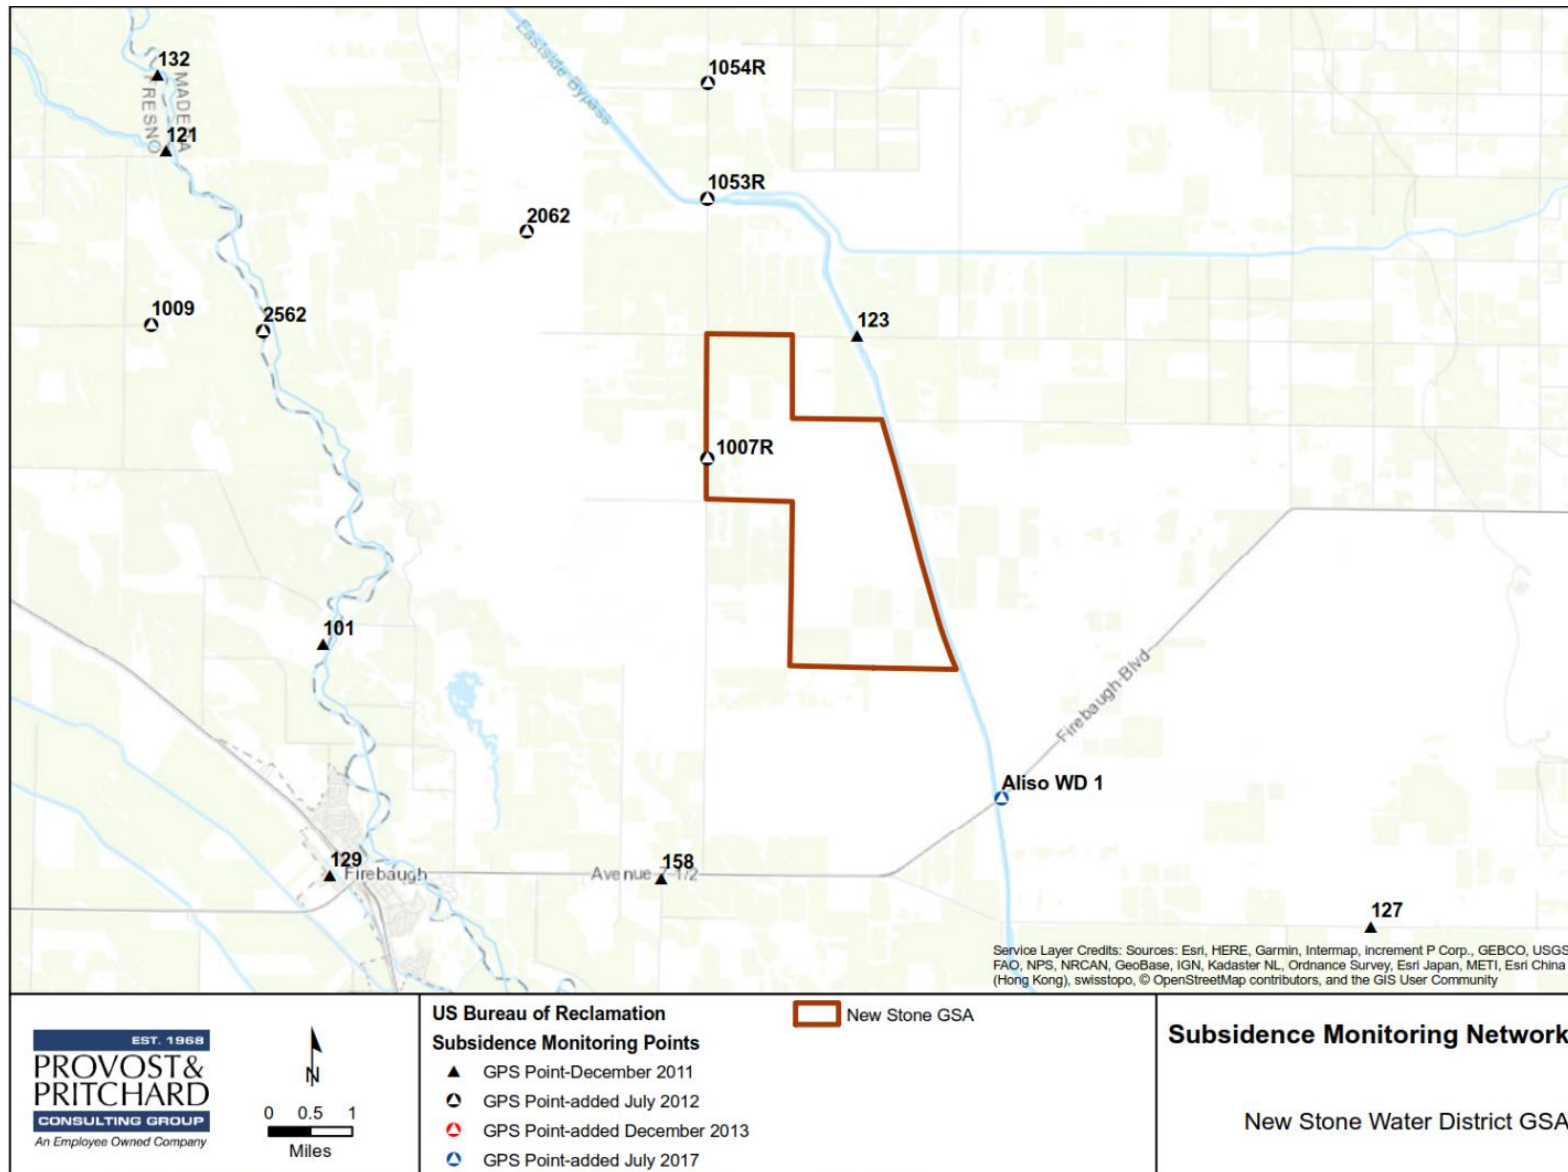 132
MADERA
FRESNO
121
Eastside Bypass
1054R
1053R
2062
1009
2562
123
1007R
101
Firebaugh Blvd
Aliso WD 1
129
Firebaugh
Avenue 7-1/2
158
127
Service Layer Credits: Sources: Esri, HERE, Garmin, Intermap, increment P Corp., GEBCO, USGS
FAO, NPS, NRCAN, GeoBase, IGN, Kadaster NL, Ordnance Survey, Esri Japan, METI, Esri China
(Hong Kong), swisstopo, © OpenStreetMap contributors, and the GIS User Community
EST. 1968
PROVOST&
PRITCHARD
CONSULTING GROUP
An Employee Owned Company
N
0 0.5 1
Miles
US Bureau of Reclamation
Subsidence Monitoring Points
GPS Point-December 2011
GPS Point-added July 2012
GPS Point-added December 2013
GPS Point-added July 2017
New Stone GSA
Subsidence Monitoring Network
New Stone Water District GSA